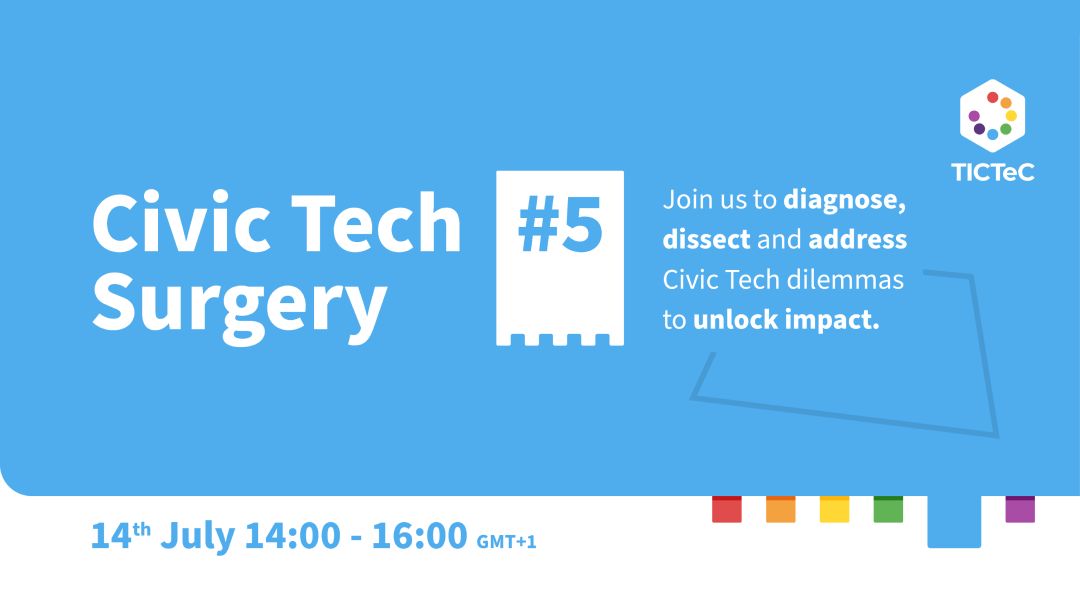 TICTeC
Civic Tech
Surgery
#5
Join us to diagnose,
dissect and address
Civic Tech dilemmas
to unlock impact.
14th July 14:00 - 16:00 GMT+1